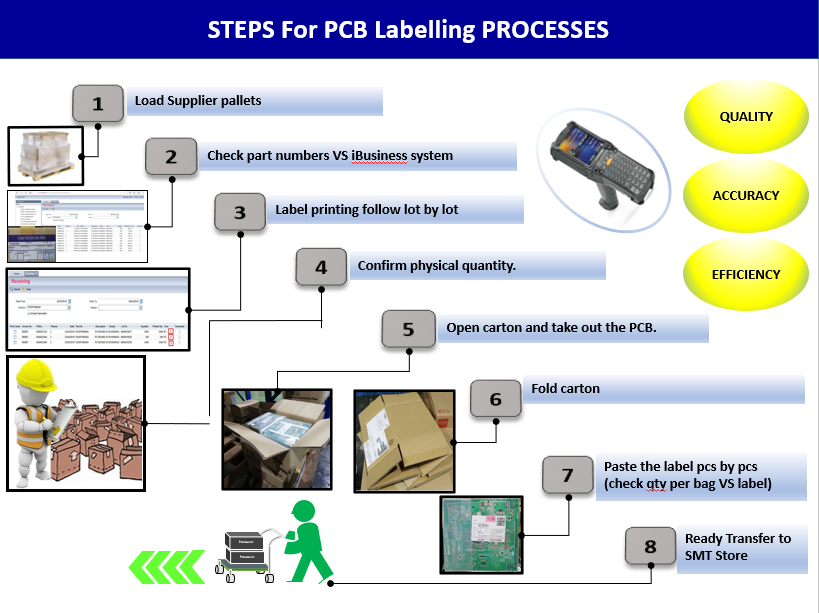 STEPS For PCB Labelling PROCESSES
1
Load Supplier pallets
QUALITY
2
Check part numbers VS iBusiness system
ACCURACY
3
Label printing follow lot by lot
4
Confirm physical quantity.
EFFICIENCY
Receiving
5
Open carton and take out the PCB.
6
Fold carton
7
Paste the label pcs by pcs
(check qty per bag VS label)
8
Ready Transfer to
SMT Store
Panasonic
Panasonic